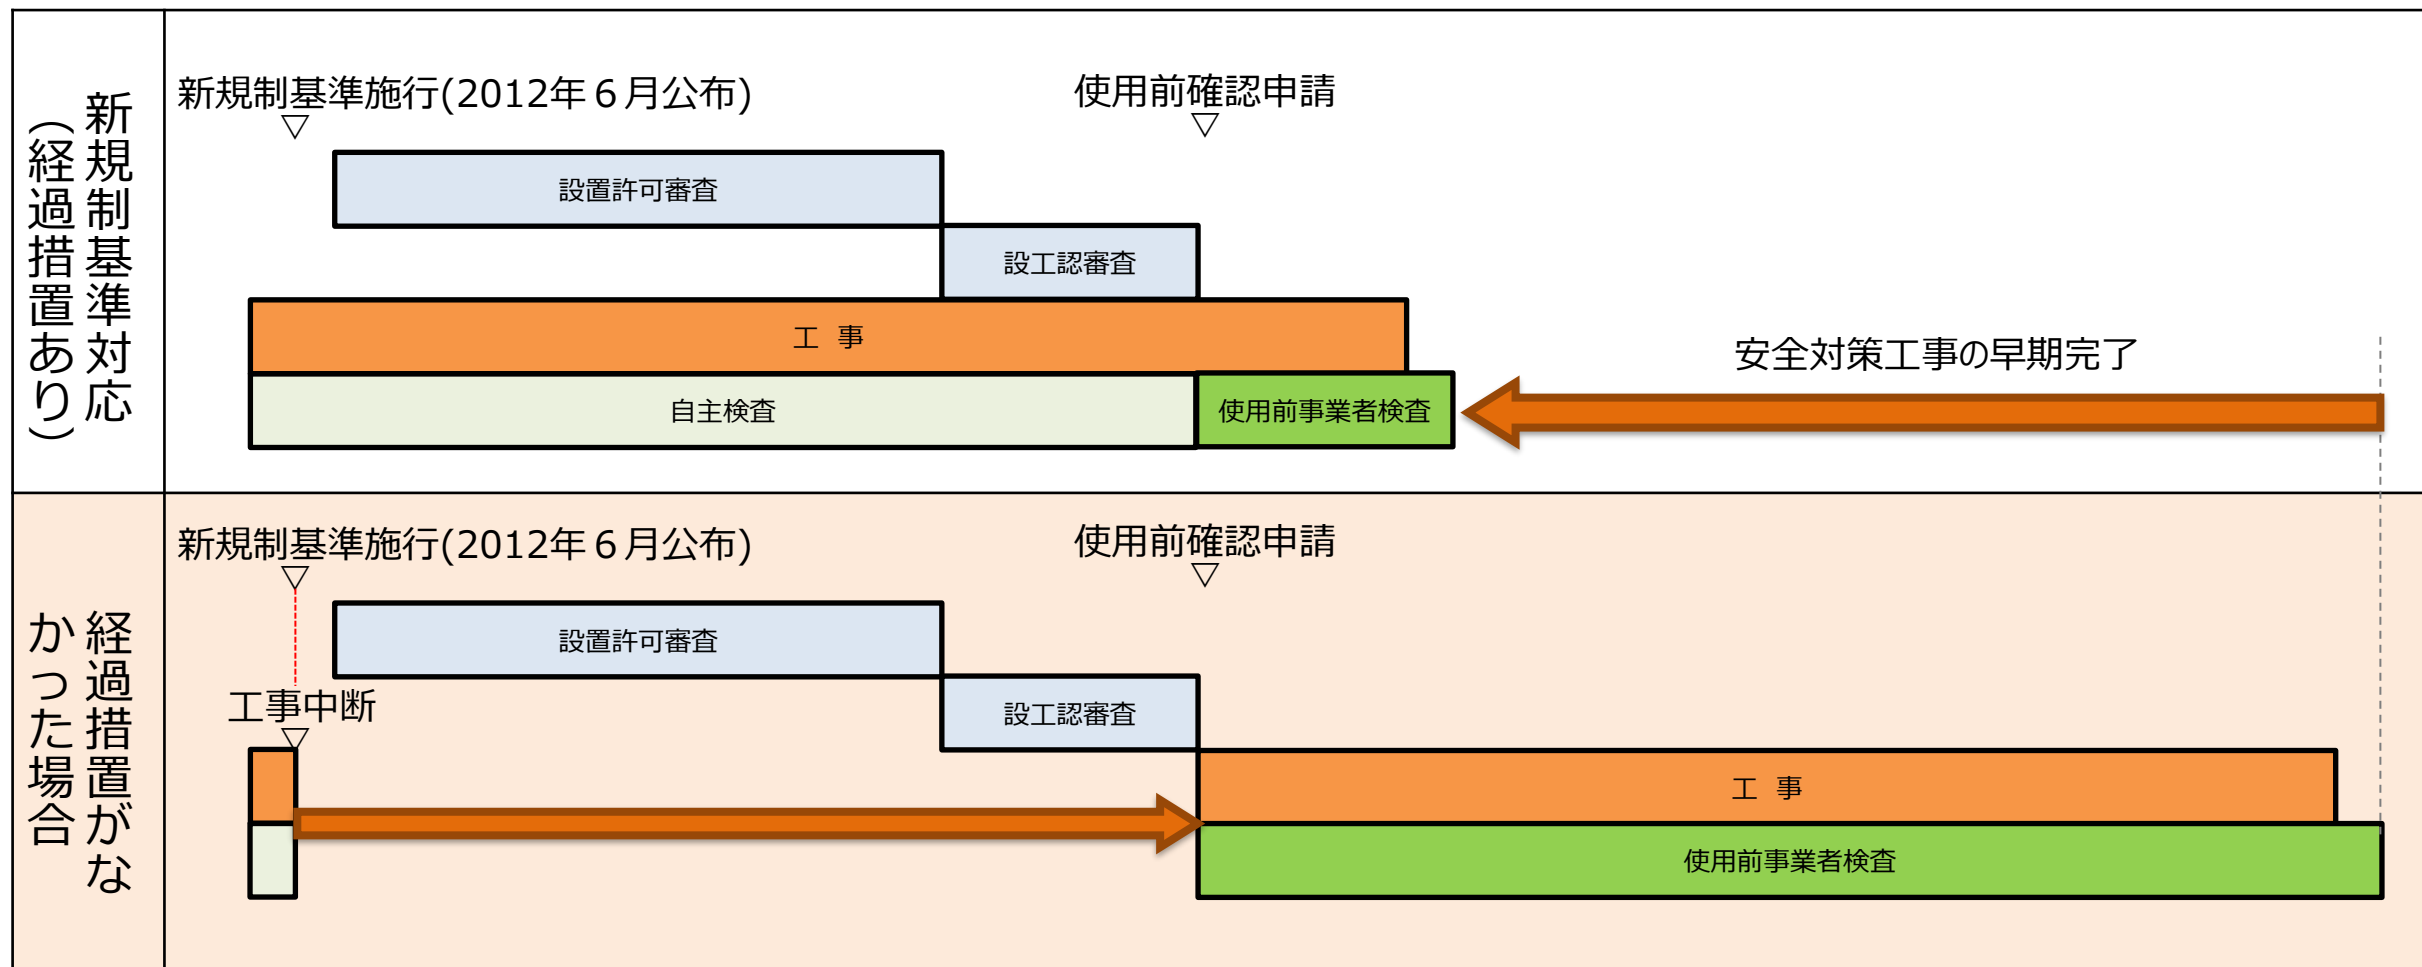 新規制基準対応
（経過措置あり）
新規制基準施行(2012年６月公布)
使用前確認申請
▽
▽
設置許可審査
設工認審査
工 事
安全対策工事の早期完了
自主検査
使用前事業者検査
経過措置がな
かった場合
新規制基準施行(2012年６月公布)
使用前確認申請
▽
▽
設置許可審査
工事中断
▽
設工認審査
工 事
使用前事業者検査